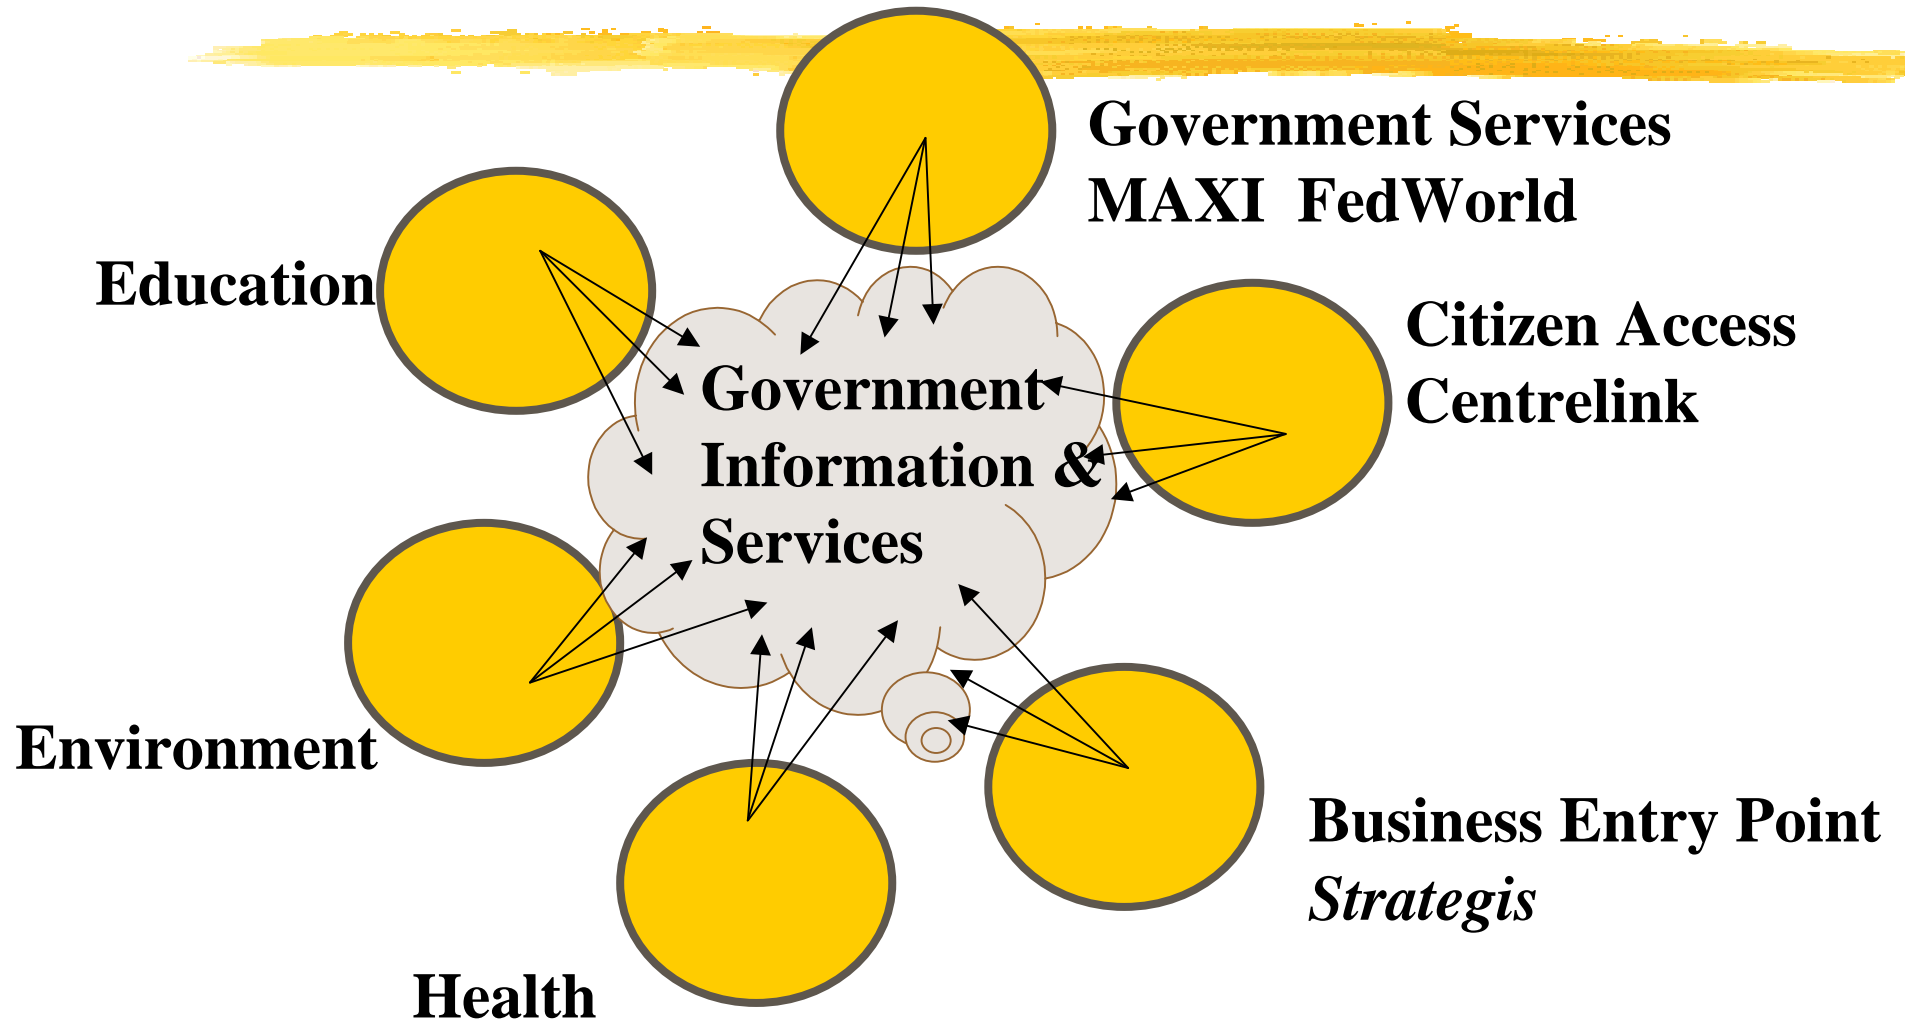 Government Services
MAXI  FedWorld
Education
Citizen Access
Centrelink
Government
Information &
Services
Environment
Business Entry Point
Strategis
Health